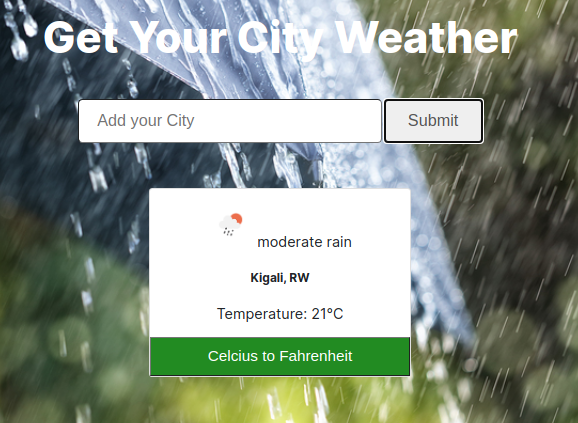 Get Your City Weather
Add your City
Submit
moderate rain
Kigali, RW
Temperature: 21°C
Celcius to Fahrenheit